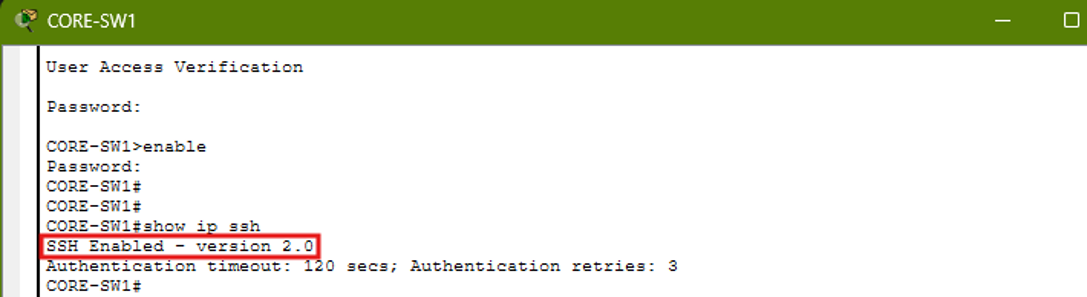 CORE-SW1
User Access Verification
Password:
CORE-SW1>enable
Password:
CORE-SW1#
CORE-SW1#
CORE-SW1#show ip ssh
SSH Enabled - version 2.0
Authentication timeout: 120 secs; Authentication retries: 3
CORE-SW1#